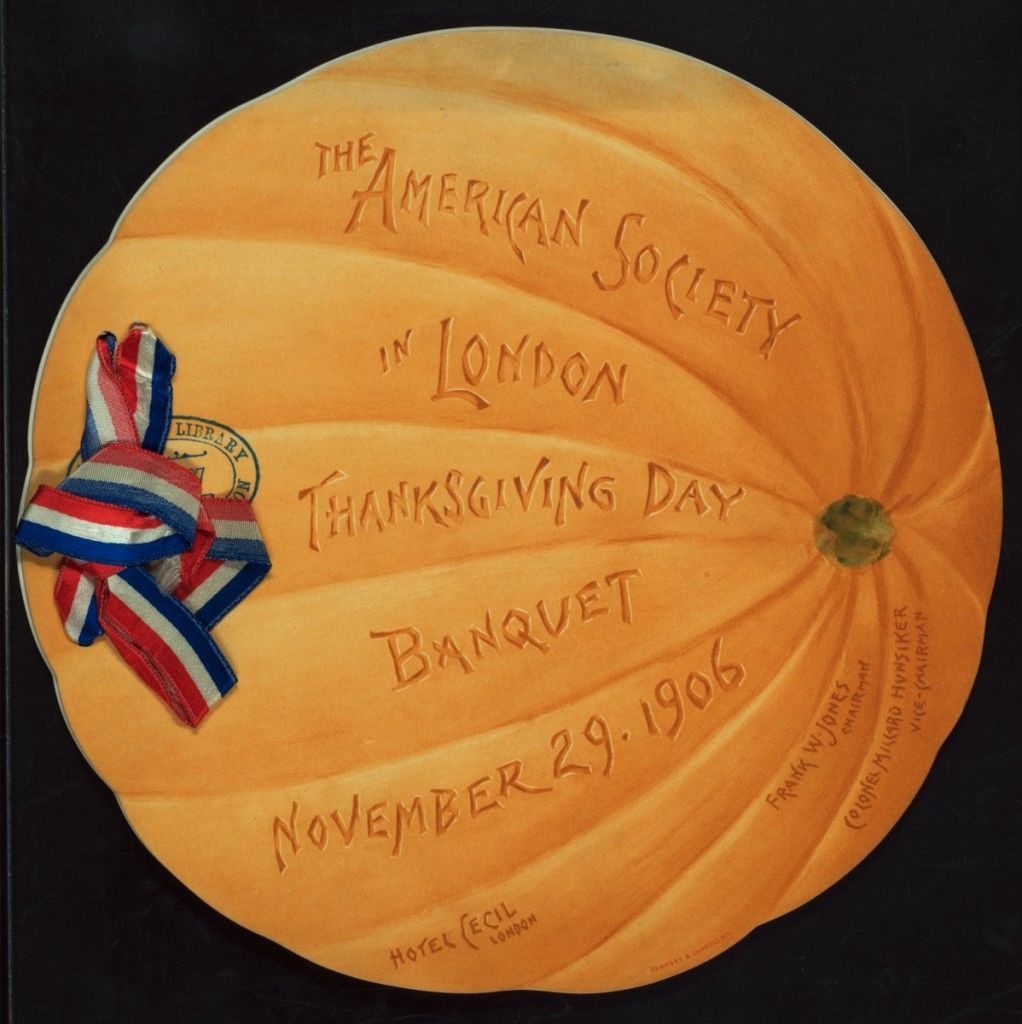 THE
AMERICAN SOCIETY
IN LONDON
THANKSGIVING DAY
BANQUET
NOVEMBER 29. 1906
FRANK W. JONES
CHAIRMAN
COLONEL MILLARD HUNSIKER
VICE-CHAIRMAN
HOTEL CECIL
LONDON
LIBRARY